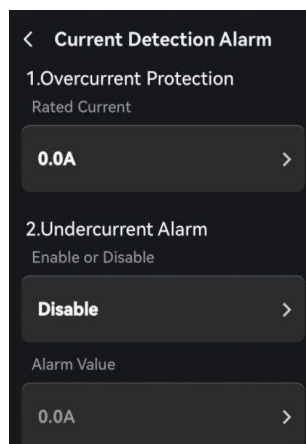 Current Detection Alarm
1.Overcurrent Protection
Rated Current
0.0A
2.Undercurrent Alarm
Enable or Disable
Disable
Alarm Value
0.0A